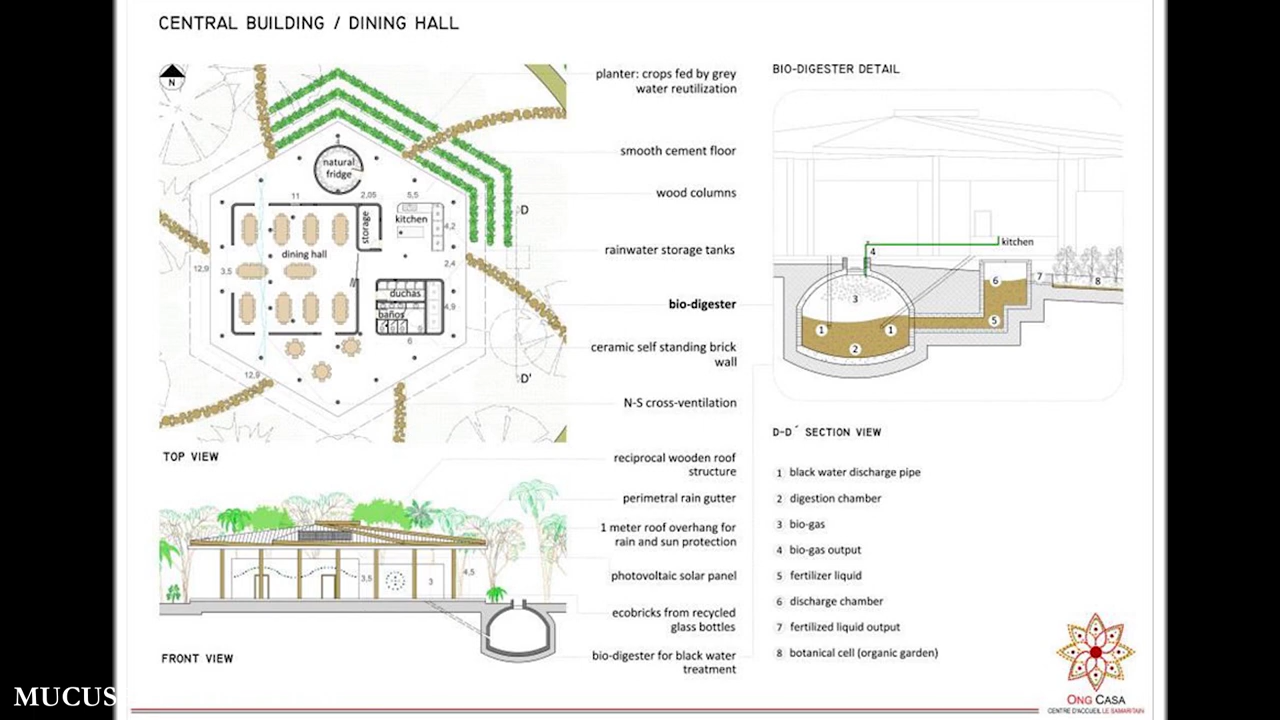 CENTRAL BUILDING / DINING HALL
N
natural
fridge
11
2,05
5,5
storage
kitchen
4,2
D
dining hall
12,9
3,5
2,4
duchas
baños
4,9
9
6
12,9
D'
TOP VIEW
planter: crops fed by grey
water reutilization
smooth cement floor
wood columns
rainwater storage tanks
bio-digester
ceramic self standing brick
wall
N-S cross-ventilation
reciprocal wooden roof
structure
perimetral rain gutter
1 meter roof overhang for
rain and sun protection
photovoltaic solar panel
ecobricks from recycled
glass bottles
bio-digester for black water
treatment
3,5
3
4,5
FRONT VIEW
BIO-DIGESTER DETAIL
kitchen
4
3
6
7
8
1
1
5
2
D-D´ SECTION VIEW
1 black water discharge pipe
2 digestion chamber
3 bio-gas
4 bio-gas output
5 fertilizer liquid
6 discharge chamber
7 fertilized liquid output
8 botanical cell (organic garden)
ONG CASA
CENTRE D'ACCUEIL LE SAMARITAIN
MUCUS